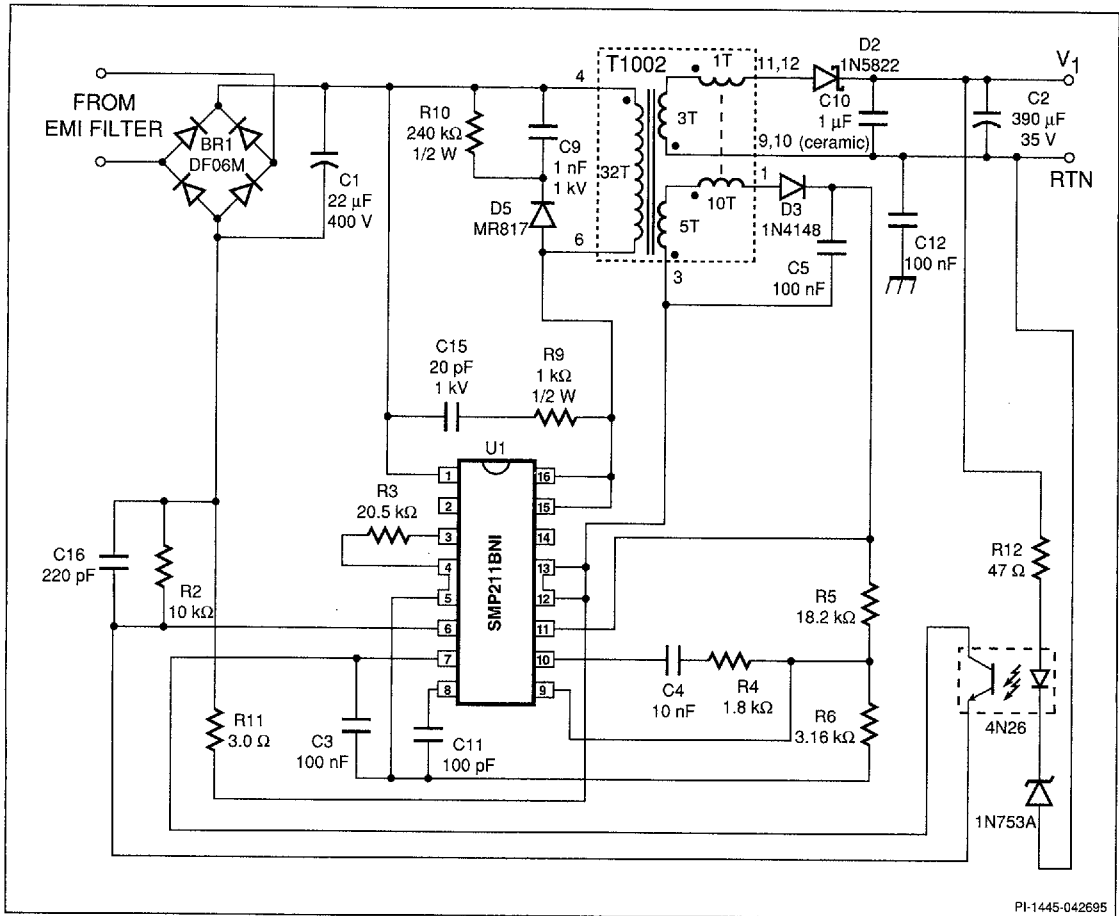 T1002
1T
11,12
D2
1N5822
V1
4
FROM
EMI FILTER
BR1
DF06M
C1
22 µF
400 V
R10
240 kΩ
1/2 W
C9
1 nF
1 kV
D5
MR817
6
32T
3T
C10
1 µF
9,10 (ceramic)
C2
390 µF
35 V
RTN
5T
10T
1
D3
1N4148
3
C5
100 nF
C12
100 nF
C15
20 pF
1 kV
R9
1 kΩ
1/2 W
U1
SMP211BNI
1
2
3
4
5
6
7
8
16
15
14
13
12
11
10
9
R3
20.5 kΩ
C16
220 pF
R2
10 kΩ
R11
3.0 Ω
C3
100 nF
C11
100 pF
C4
10 nF
R4
1.8 kΩ
R5
18.2 kΩ
R6
3.16 kΩ
R12
47 Ω
4N26
1N753A
PI-1445-042695